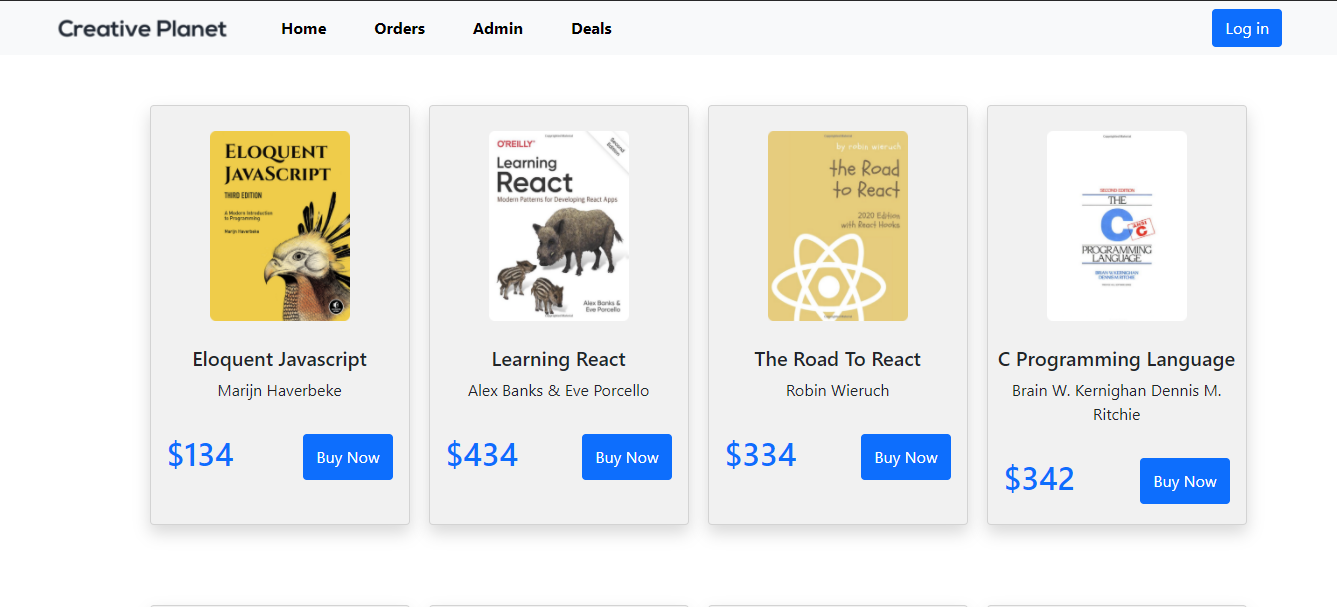 Creative Planet
Home
Orders
Admin
Deals
Log in
ELOQUENT
JAVASCRIPT
THIRD EDITION
A Modern Introduction
to Programming
Marijn Haverbeke
O'REILLY®
Second
Edition
Learning
React
Modern Patterns for Developing React Apps
Alex Banks &
Eve Porcello
by robin wieruch
the Road
to React
2020 Edition
with React Hooks
SECOND EDITION
THE
C
ANSI C
PROGRAMMING
LANGUAGE
BRIAN W. KERNIGHAN
DENNIS M. RITCHIE
Eloquent Javascript
Marijn Haverbeke
$134
Buy Now
Learning React
Alex Banks & Eve Porcello
$434
Buy Now
The Road To React
Robin Wieruch
$334
Buy Now
C Programming Language
Brain W. Kernighan Dennis M.
Ritchie
$342
Buy Now